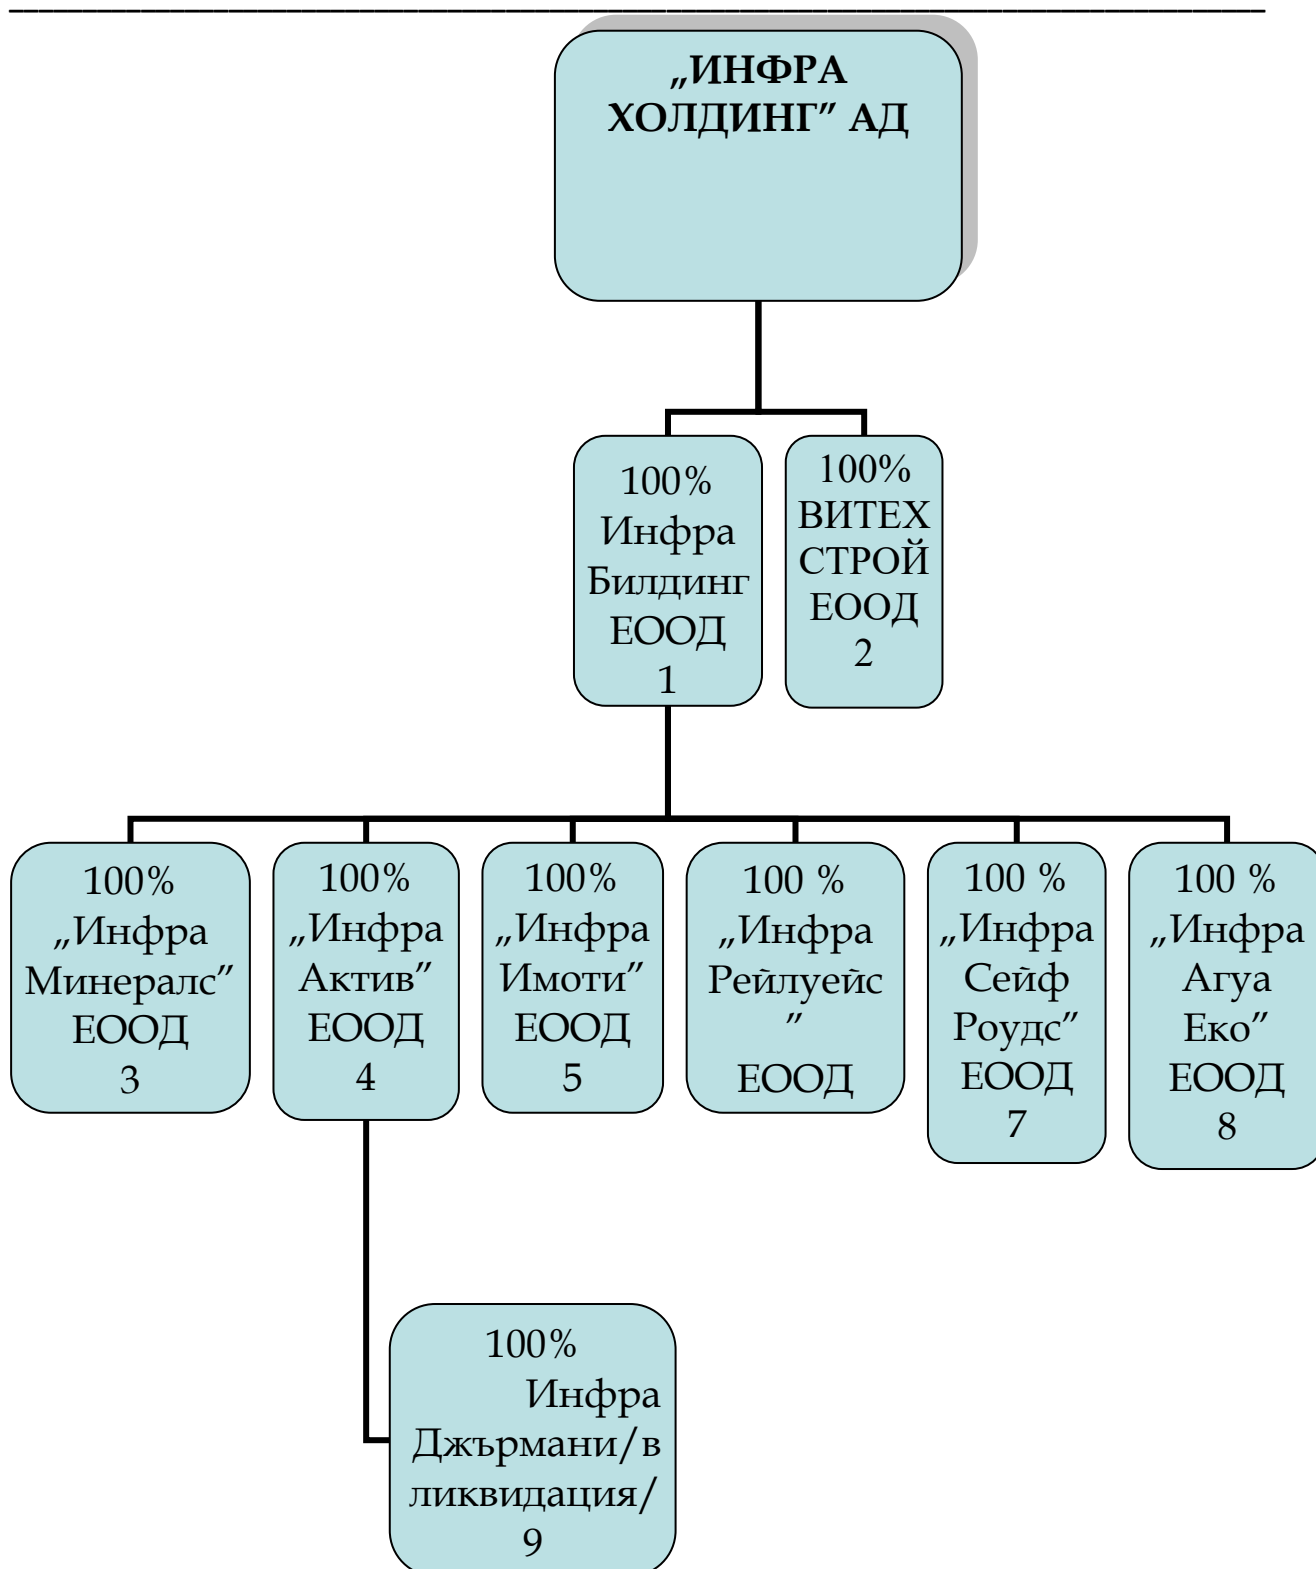 „ИНФРА
ХОЛДИНГ” АД
100%
Инфра
Билдинг
ЕООД
1
100%
ВИТЕХ
СТРОЙ
ЕООД
2
100%
„Инфра
Минералс”
ЕООД
3
100%
„Инфра
Актив”
ЕООД
4
100%
„Инфра
Имоти”
ЕООД
5
100 %
„Инфра
Рейлуейс
”
ЕООД
100 %
„Инфра
Сейф
Роудс”
ЕООД
7
100 %
„Инфра
Агуа
Еко”
ЕООД
8
100%
Инфра
Джърмани/в
ликвидация/
9